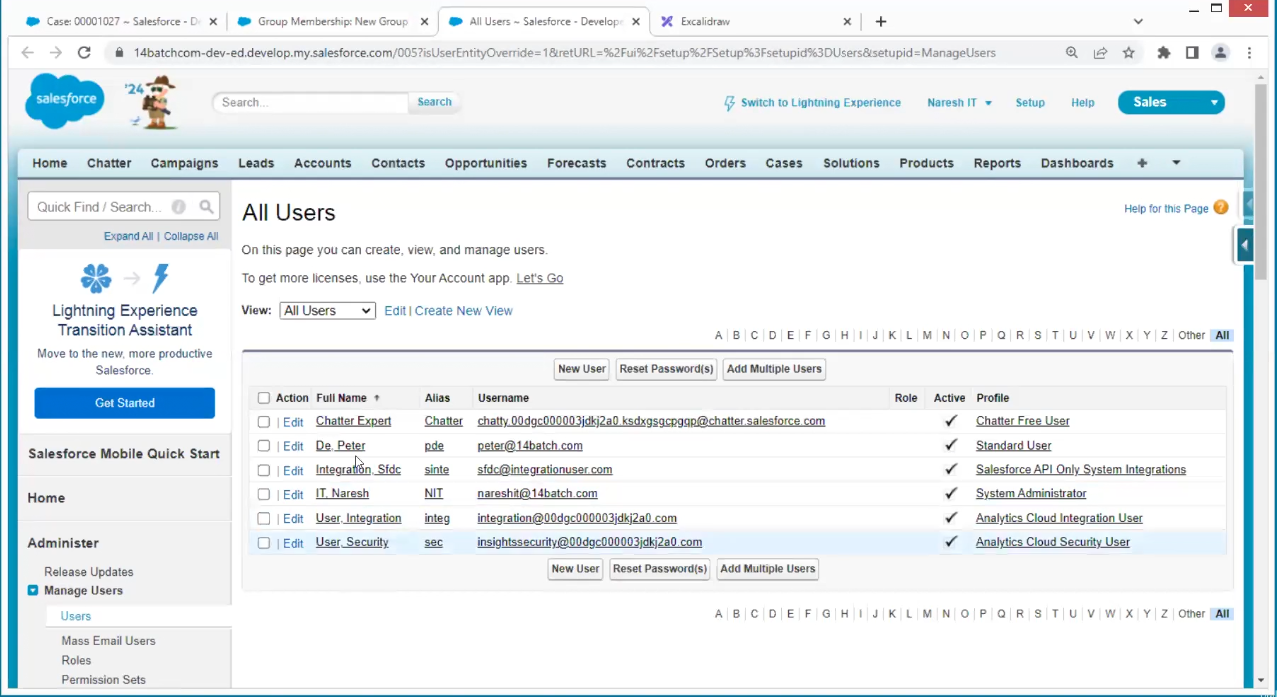 Case: 00001027 ~ Salesforce - D
Group Membership: New Group
All Users ~ Salesforce - Develope
Excalidraw
14batchcom-dev-ed.develop.my.salesforce.com/005?isUserEntityOverride=1&retURL=%2Fui%2Fsetup%2FSetup%3Fsetupid%3DUsers&setupid=ManageUsers
salesforce
'24
Search...
Search
Switch to Lightning Experience
Naresh IT
Setup
Help
Sales
Home Chatter Campaigns Leads Accounts Contacts Opportunities Forecasts Contracts Orders Cases Solutions Products Reports Dashboards +
Quick Find / Search...
Expand All | Collapse All
Lightning Experience
Transition Assistant
Move to the new, more productive
Salesforce.
Get Started
Salesforce Mobile Quick Start
Home
Administer
Release Updates
Manage Users
Users
Mass Email Users
Roles
Permission Sets
All Users
Help for this Page ?
On this page you can create, view, and manage users.
To get more licenses, use the Your Account app. Let's Go
View: All Users Edit | Create New View
A | B | C | D | E | F | G | H | I | J | K | L | M | N | O | P | Q | R | S | T | U | V | W | X | Y | Z | Other All
New User Reset Password(s) Add Multiple Users
Action Full Name Alias Username Role Active Profile
| Edit Chatter Expert Chatter chatty.00dgc000003jdkj2a0.ksdxgsgcpgqp@chatter.salesforce.com Chatter Free User
| Edit De, Peter pde peter@14batch.com Standard User
| Edit Integration, Sfdc sinte sfdc@integrationuser.com Salesforce API Only System Integrations
| Edit IT, Naresh NIT nareshit@14batch.com System Administrator
| Edit User, Integration integ integration@00dgc000003jdkj2a0.com Analytics Cloud Integration User
| Edit User, Security sec insightssecurity@00dgc000003jdkj2a0.com Analytics Cloud Security User
New User Reset Password(s) Add Multiple Users
A | B | C | D | E | F | G | H | I | J | K | L | M | N | O | P | Q | R | S | T | U | V | W | X | Y | Z | Other All